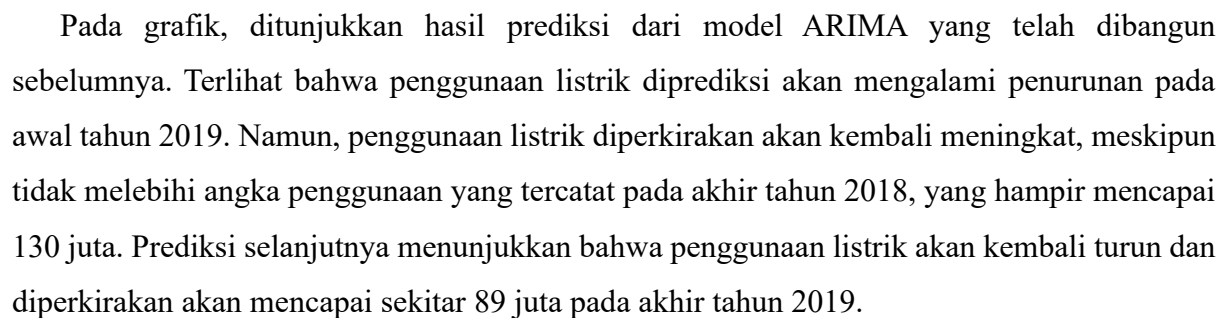 Pada grafik, ditunjukkan hasil prediksi dari model ARIMA yang telah dibangun
sebelumnya. Terlihat bahwa penggunaan listrik diprediksi akan mengalami penurunan pada
awal tahun 2019. Namun, penggunaan listrik diperkirakan akan kembali meningkat, meskipun
tidak melebihi angka penggunaan yang tercatat pada akhir tahun 2018, yang hampir mencapai
130 juta. Prediksi selanjutnya menunjukkan bahwa penggunaan listrik akan kembali turun dan
diperkirakan akan mencapai sekitar 89 juta pada akhir tahun 2019.